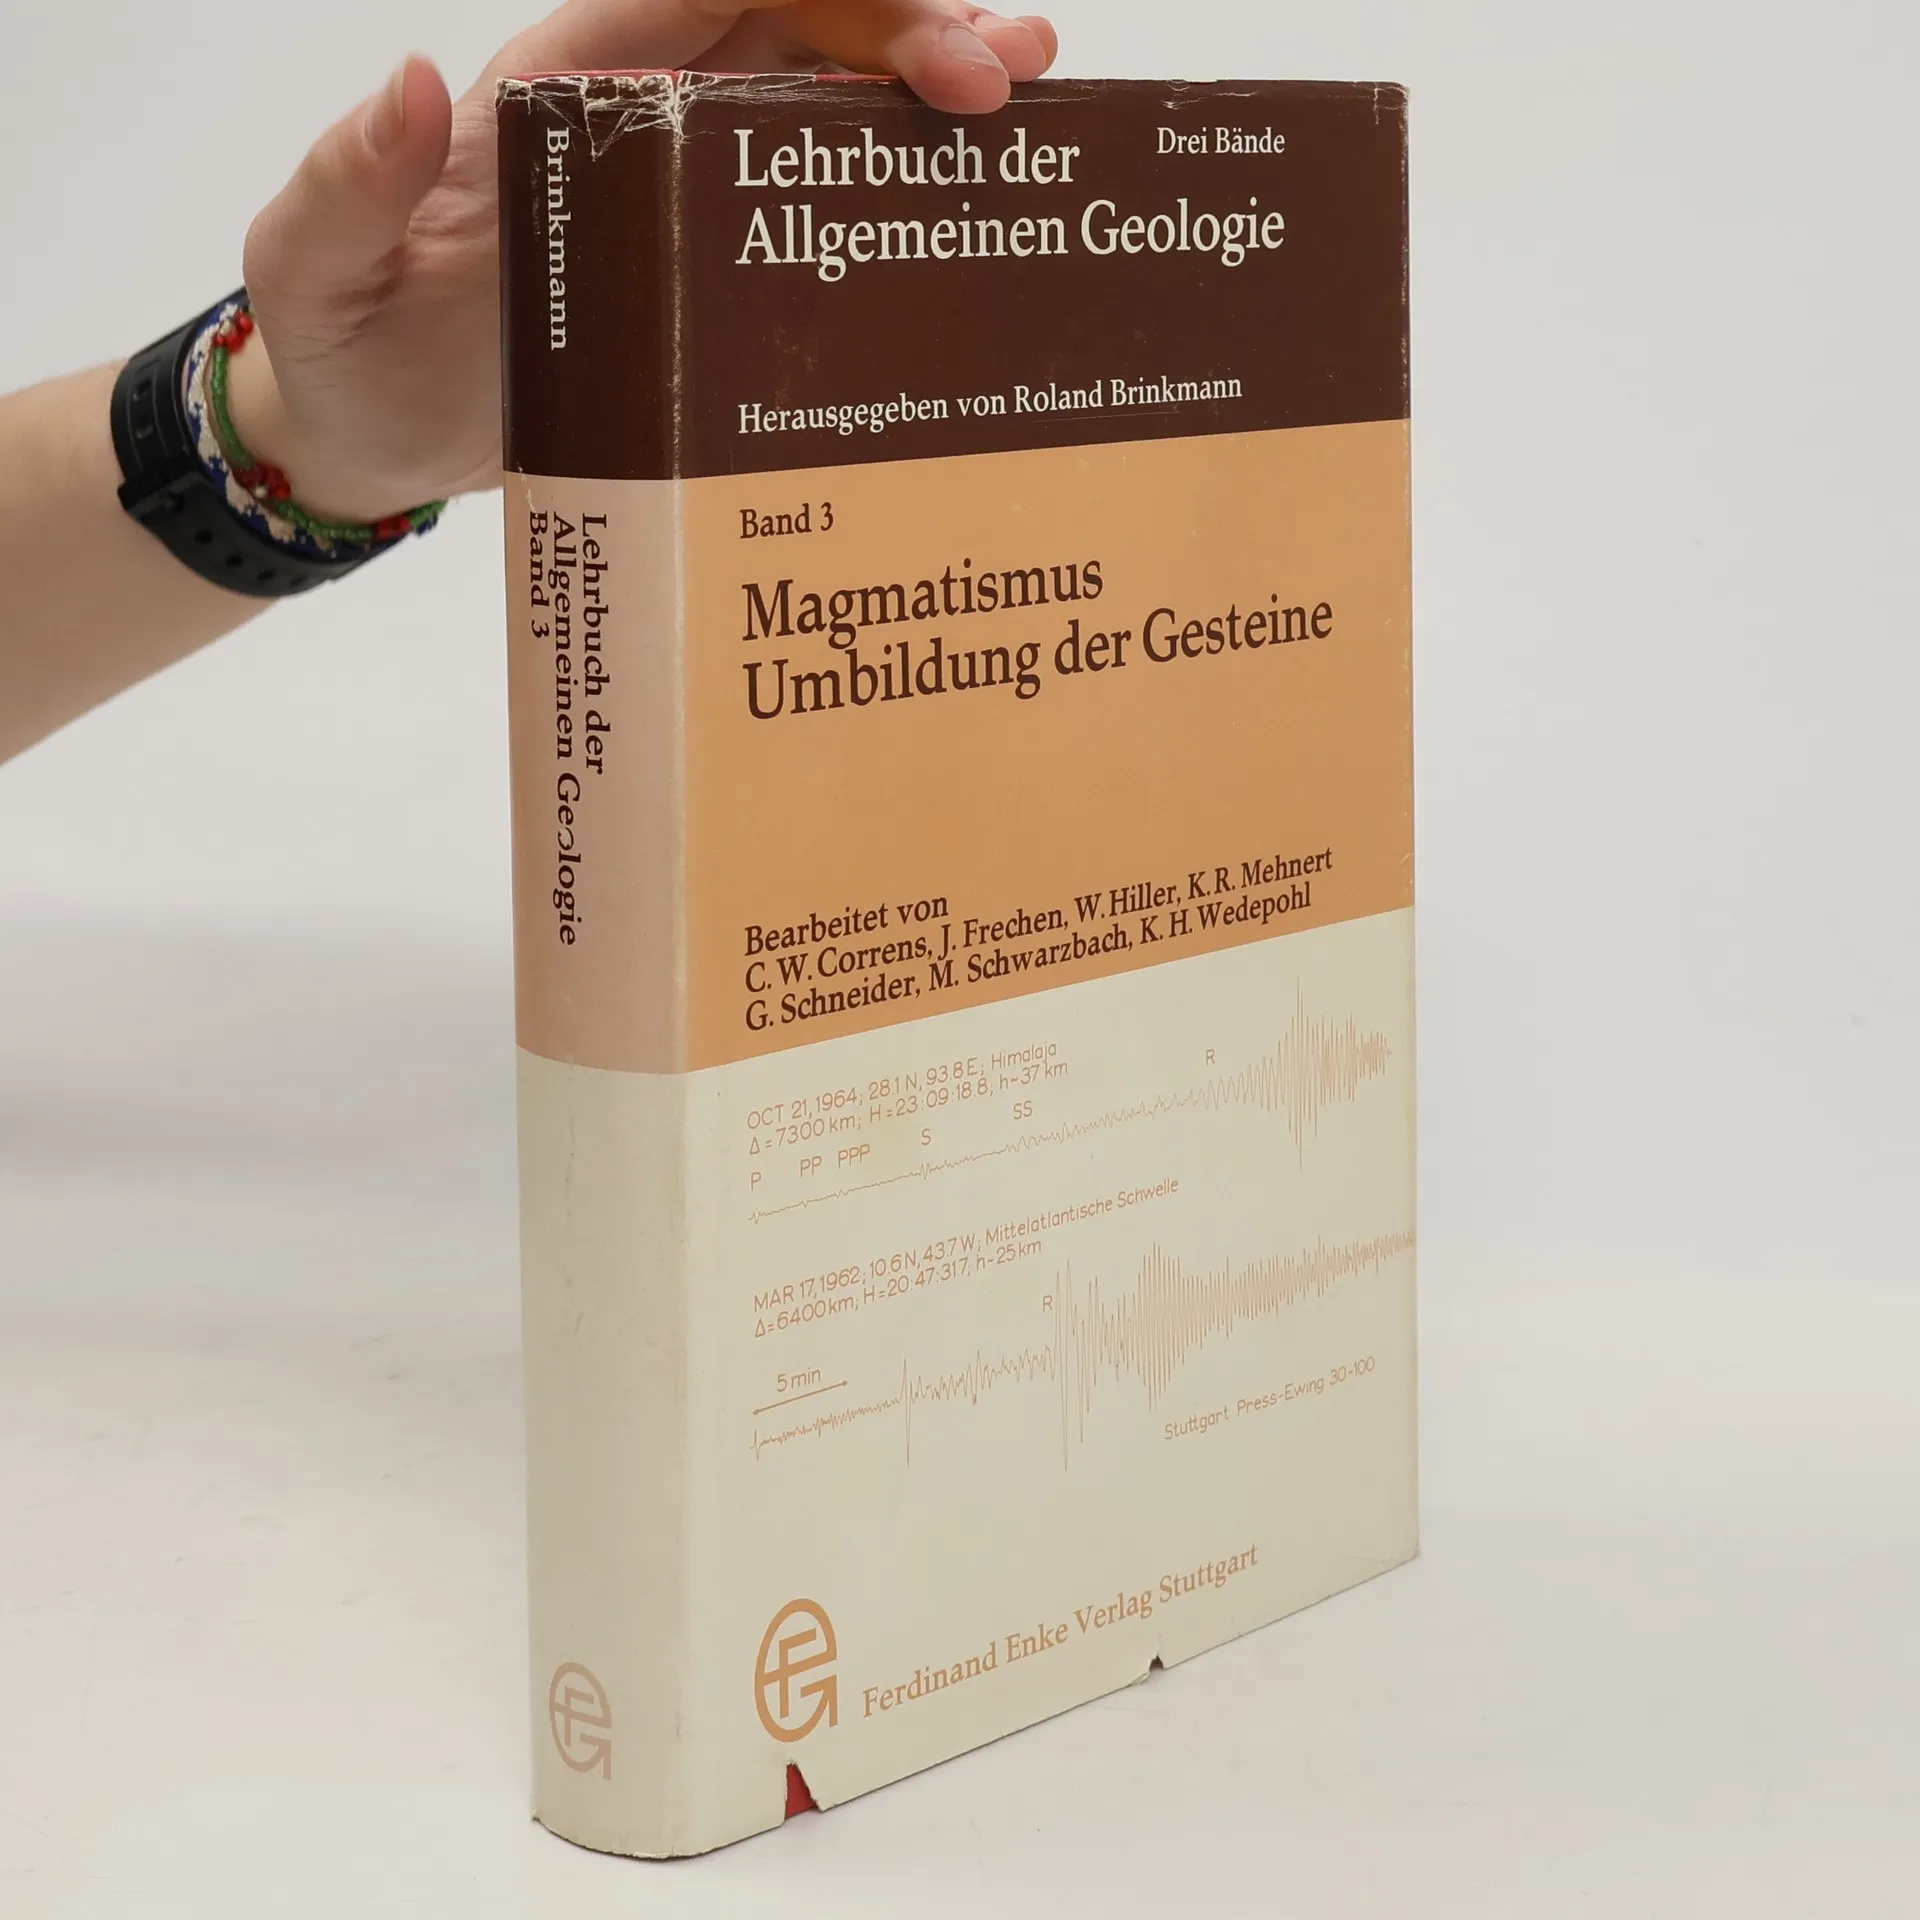 Brinkmann
Lehrbuch der
Allgemeinen Geologie
Band 3
Lehrbuch der
Drei Bände
Allgemeinen Geologie
Herausgegeben von Roland Brinkmann
Band 3
Magmatismus
Umbildung der Gesteine
Bearbeitet von
C. W. Correns, J. Frechen, W. Hiller, K. R. Mehnert
G. Schneider, M. Schwarzbach, K. H. Wedepohl
OCT 21, 1964; 28.1 N, 93.8 E; Himalaja
Δ = 7300 km; H = 23:09:18.8; h~37 km
P PP PPP S SS R
MAR 17, 1962; 10.6 N, 43.7 W; Mittelatlantische Schwelle
Δ = 6400 km; H = 20:47:31.7; h~25 km
R
5 min
Stuttgart Press-Ewing 30-100
Ferdinand Enke Verlag Stuttgart